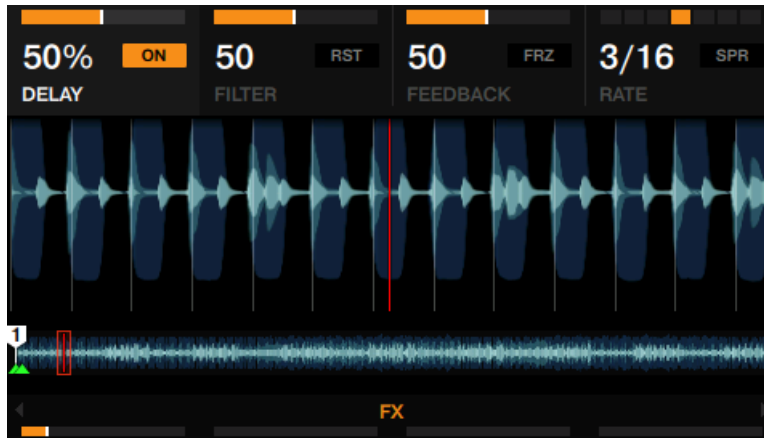 50% ON 50 RST 50 FRZ 3/16 SPR
DELAY FILTER FEEDBACK RATE
1
FX